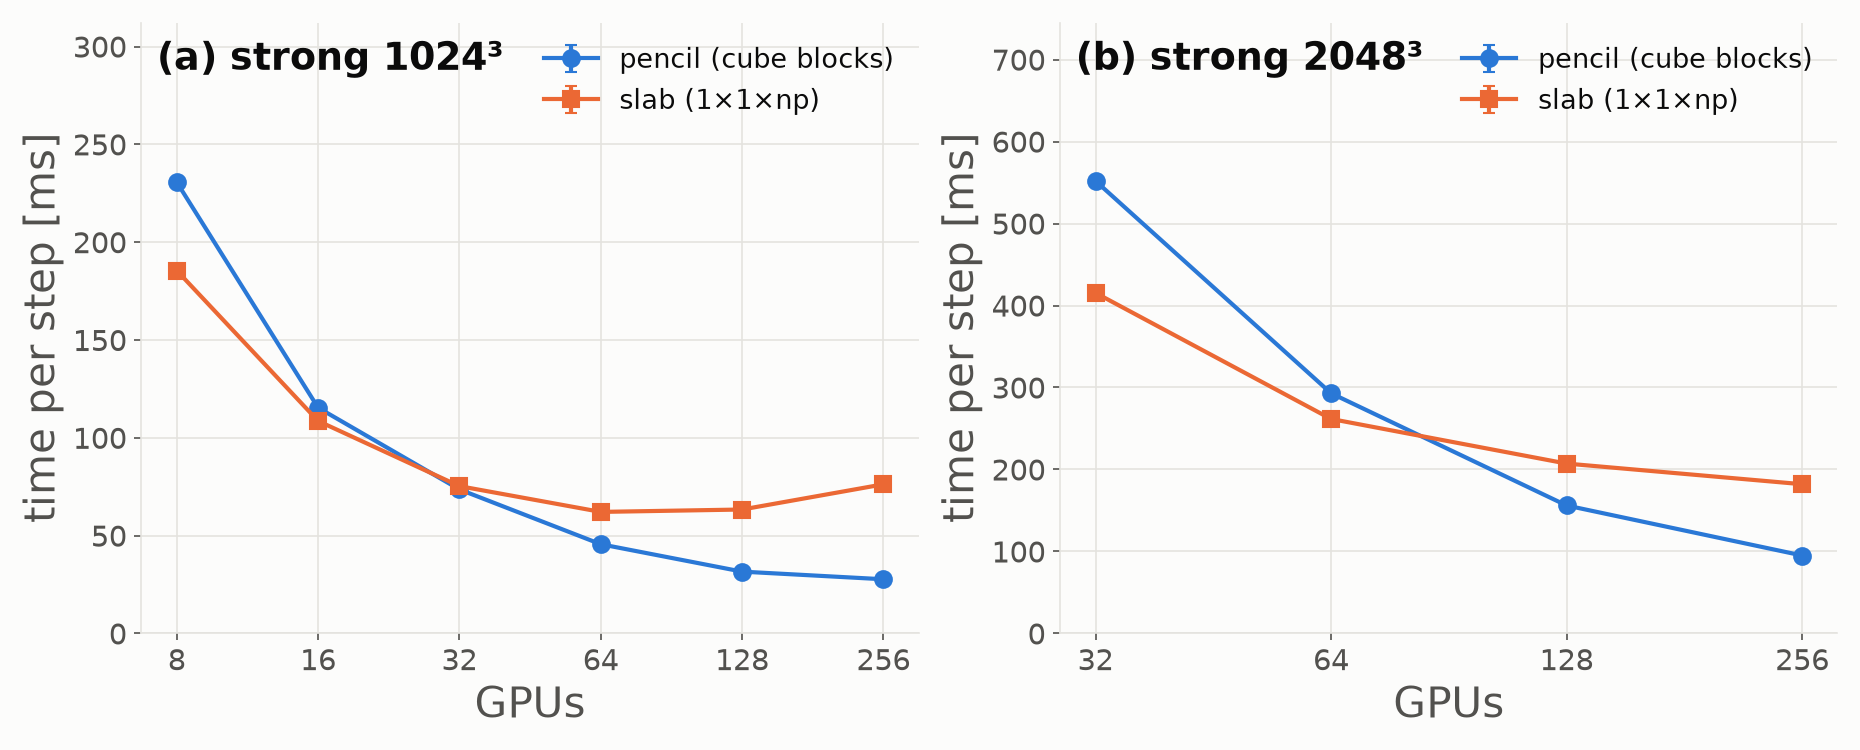 (a) strong 1024³
pencil (cube blocks)
slab (1×1×np)
time per step [ms]
300
250
200
150
100
50
0
8 16 32 64 128 256
GPUs
(b) strong 2048³
pencil (cube blocks)
slab (1×1×np)
time per step [ms]
700
600
500
400
300
200
100
0
32 64 128 256
GPUs